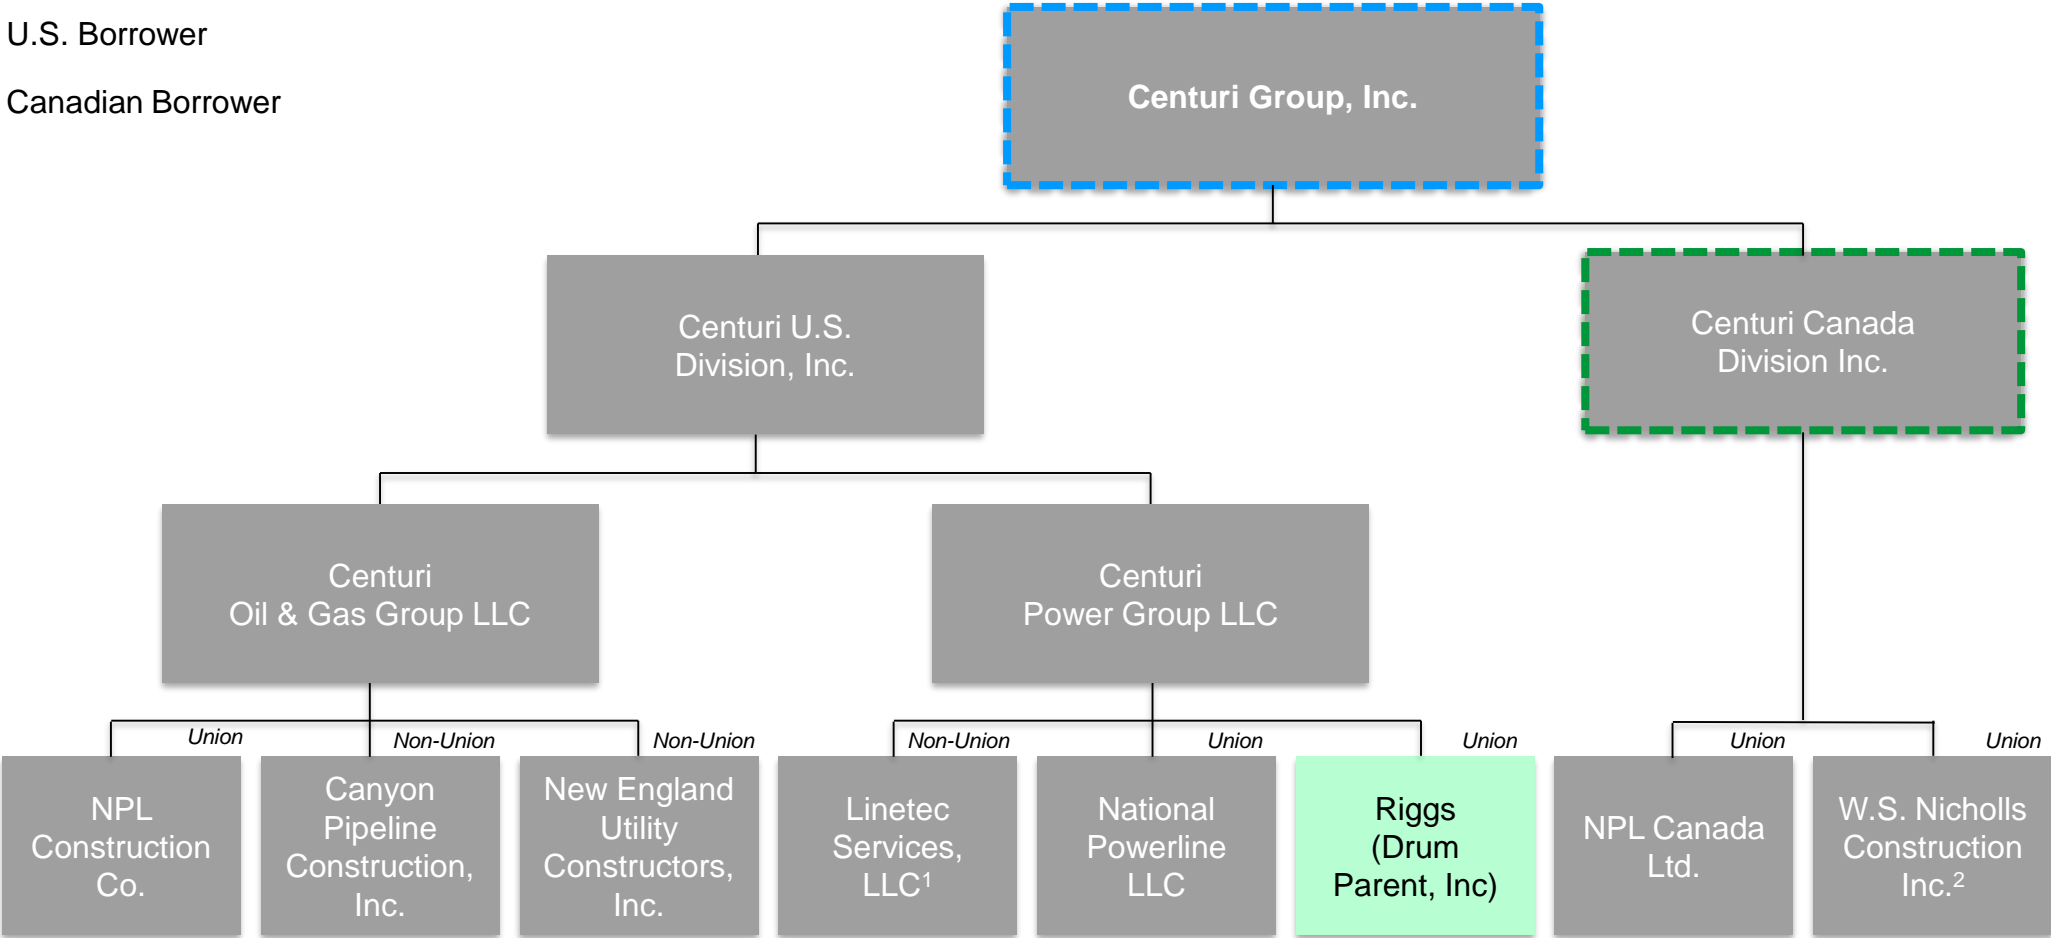 U.S. Borrower
Canadian Borrower
Centuri Group, Inc.
Centuri U.S.
Division, Inc.
Centuri Canada
Division Inc.
Centuri
Oil & Gas Group LLC
Centuri
Power Group LLC
Union
Non-Union
Non-Union
Non-Union
Union
Union
Union
Union
NPL
Construction
Co.
Canyon
Pipeline
Construction,
Inc.
New England
Utility
Constructors,
Inc.
Linetec
Services,
LLC¹
National
Powerline
LLC
Riggs
(Drum
Parent, Inc)
NPL Canada
Ltd.
W.S. Nicholls
Construction
Inc.²